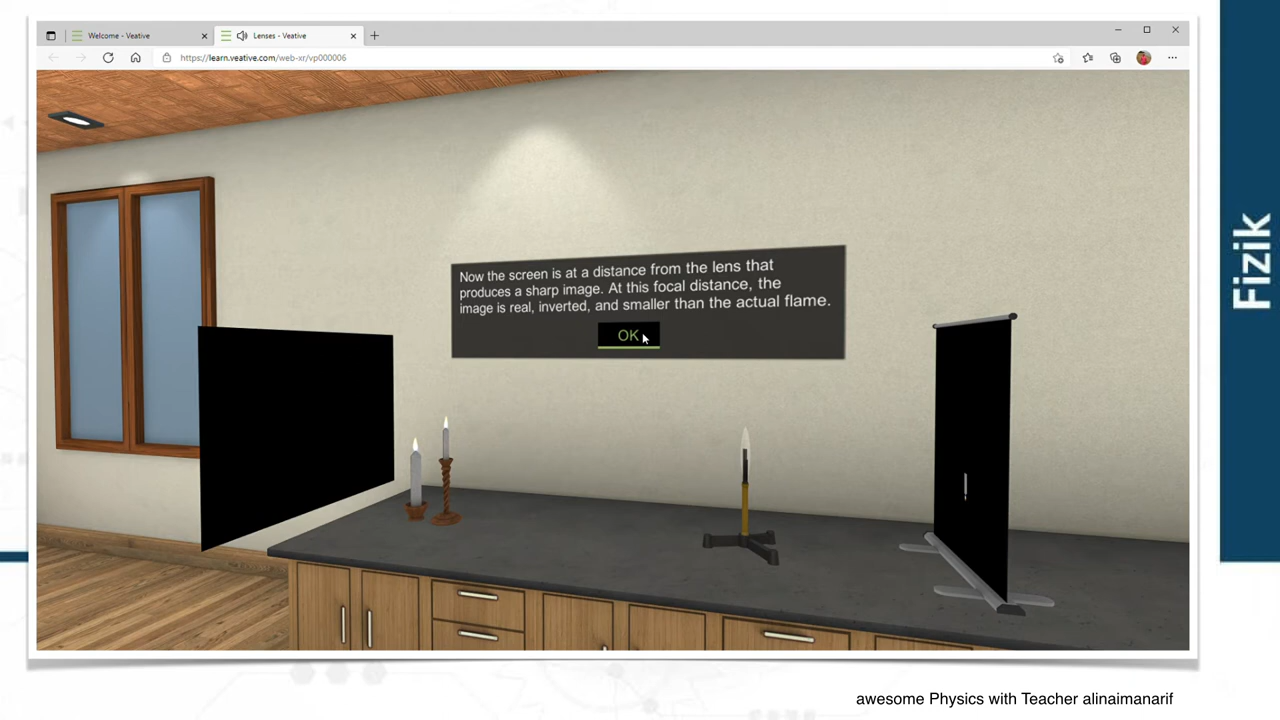 Welcome - Veative
Lenses - Veative
https://learn.veative.com/web-xr/vp000006
Now the screen is at a distance from the lens that
produces a sharp image. At this focal distance, the
image is real, inverted, and smaller than the actual flame.
OK
Fizik
awesome Physics with Teacher alinaimanarif